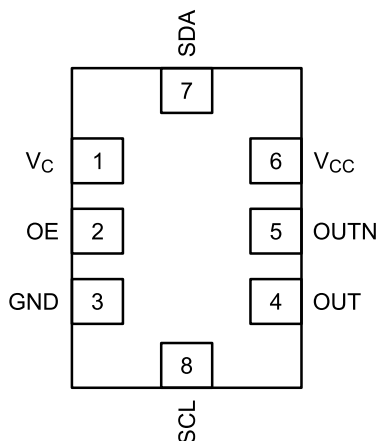 SDA
7
VC 1 6 VCC
OE 2 5 OUTN
GND 3 4 OUT
8
SCL